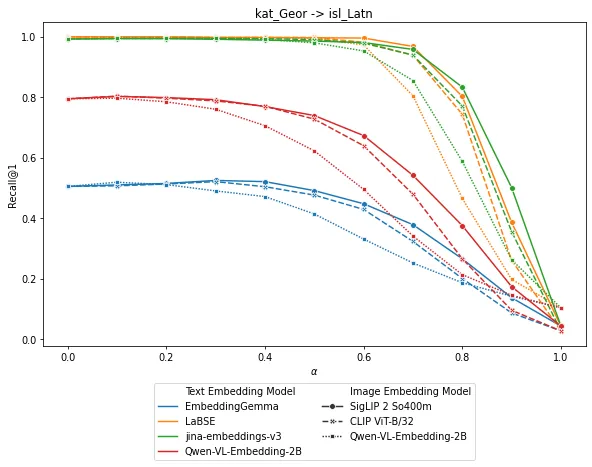 kat_Geor -> isl_Latn
Recall@1
1.0
0.8
0.6
0.4
0.2
0.0
0.0 0.2 0.4 0.6 0.8 1.0
α
Text Embedding Model
EmbeddingGemma
LaBSE
jina-embeddings-v3
Qwen-VL-Embedding-2B
Image Embedding Model
SigLIP 2 So400m
CLIP ViT-B/32
Qwen-VL-Embedding-2B